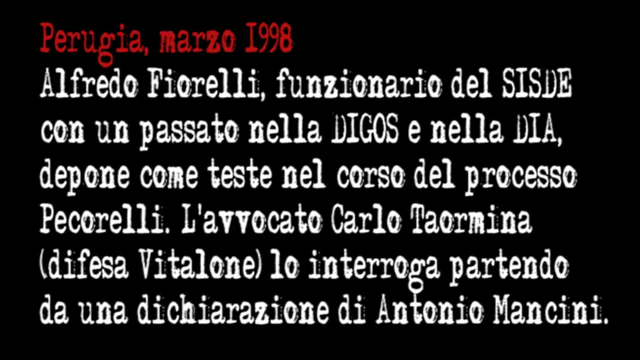 Perugia, marzo 1998
Alfredo Fiorelli, funzionario del SISDE
con un passato nella DIGOS e nella DIA,
depone come teste nel corso del processo
Pecorelli. L'avvocato Carlo Taormina
(difesa Vitalone) lo interroga partendo
da una dichiarazione di Antonio Mancini.